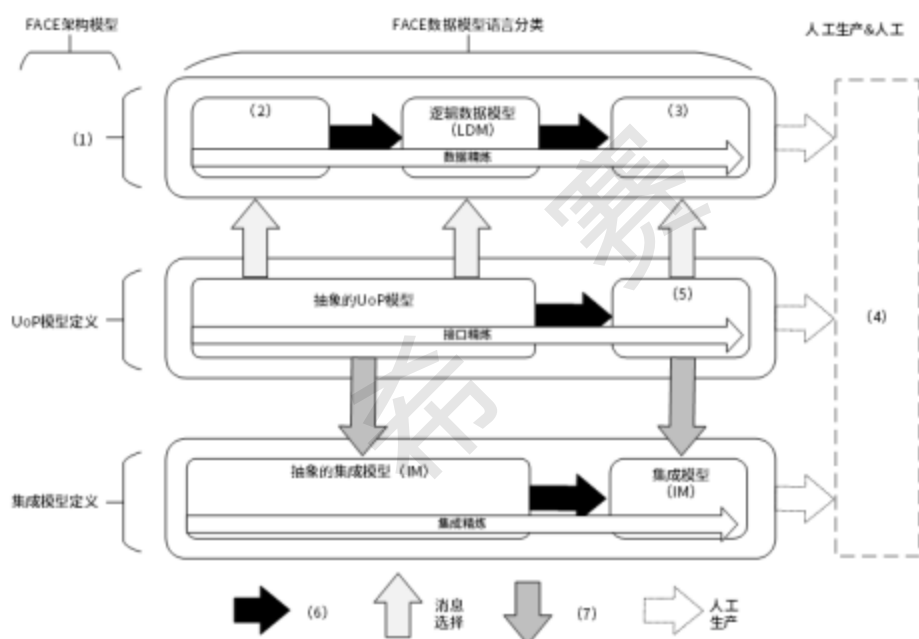 FACE架构模型
FACE数据模型语言分类
人工生产&人工
(1)
(2)
逻辑数据模型
(LDM)
(3)
数据精炼
UoP模型定义
抽象的UoP模型
(5)
接口精炼
(4)
集成模型定义
抽象的集成模型（IM）
集成模型
(IM)
集成精炼
(6)
消息
选择
(7)
人工
生产
希赛